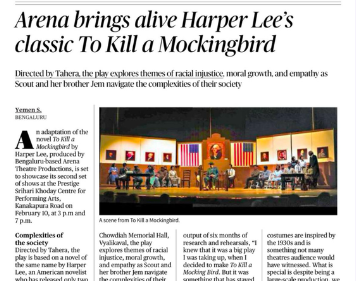 Arena brings alive Harper Lee's
classic To Kill a Mockingbird
Directed by Tahera, the play explores themes of racial injustice, moral growth, and empathy as
Scout and her brother Jem navigate the complexities of their society
Yemen S.
BENGALURU
An adaptation of the
novel To Kill a
Mockingbird by
Harper Lee, produced by
Bengaluru-based Arena
Theatre Productions, is set
to showcase its second set
of shows at the Prestige
Srihari Khoday Centre for
Performing Arts,
Kanakapura Road on
February 10, at 3 p.m and
7 p.m.
Complexities of
the society
Directed by Tahera, the
play is based on a novel of
the same name by Harper
Lee, an American novelist
who has released only two
A scene from To Kill a Mockingbird.
Chowdiah Memorial Hall,
Vyalikaval, the play
explores themes of racial
injustice, moral growth,
and empathy as Scout and
her brother Jem navigate
the complexities of their
output of six months of
research and rehearsals, "I
knew that it was a big play
I was taking up, when I
decided to make To Kill a
Mocking Bird. But it was
something that has stayed
costumes are inspired by
the 1930s and is
something not many
theatres audience would
have witnessed. What is
special is despite being a
large-scale production, we